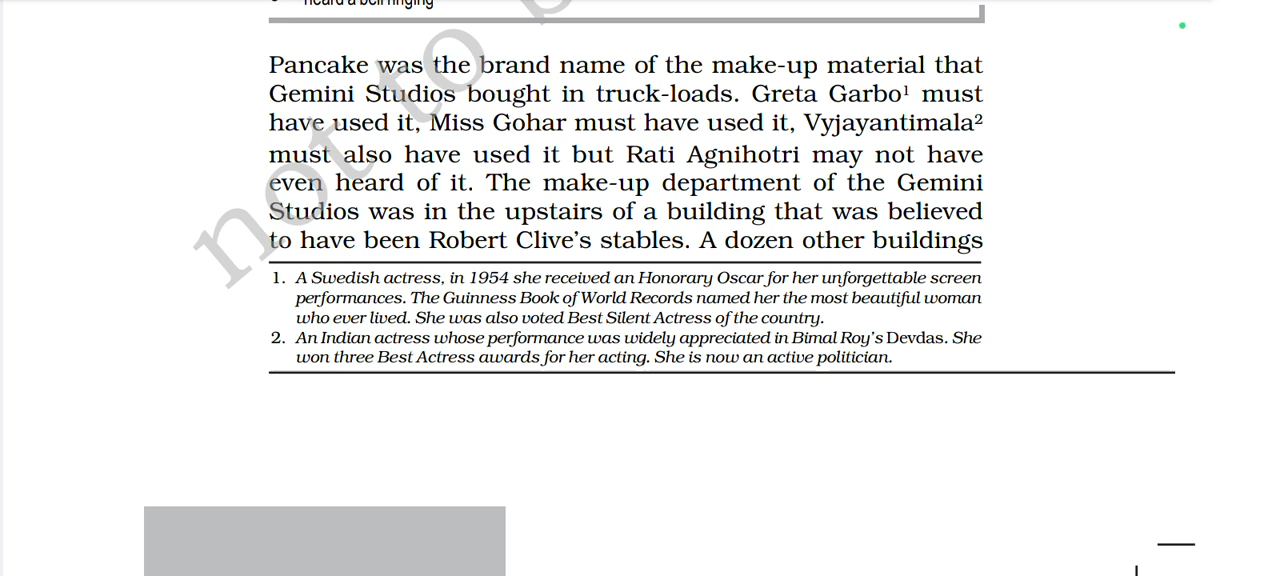 heard a bell ringing
Pancake was the brand name of the make-up material that
Gemini Studios bought in truck-loads. Greta Garbo¹ must
have used it, Miss Gohar must have used it, Vyjayantimala²
must also have used it but Rati Agnihotri may not have
even heard of it. The make-up department of the Gemini
Studios was in the upstairs of a building that was believed
to have been Robert Clive's stables. A dozen other buildings
1. A Swedish actress, in 1954 she received an Honorary Oscar for her unforgettable screen
performances. The Guinness Book of World Records named her the most beautiful woman
who ever lived. She was also voted Best Silent Actress of the country.
2. An Indian actress whose performance was widely appreciated in Bimal Roy's Devdas. She
won three Best Actress awards for her acting. She is now an active politician.
not to